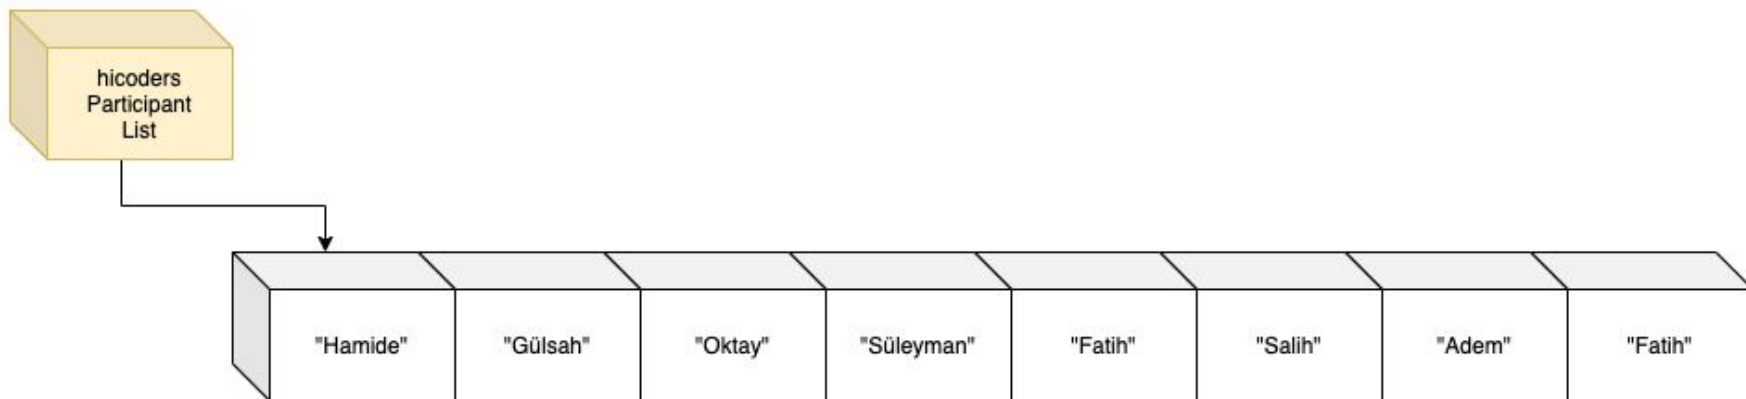 hicoders
Participant
List
"Hamide" "Gülsah" "Oktay" "Süleyman" "Fatih" "Salih" "Adem" "Fatih"